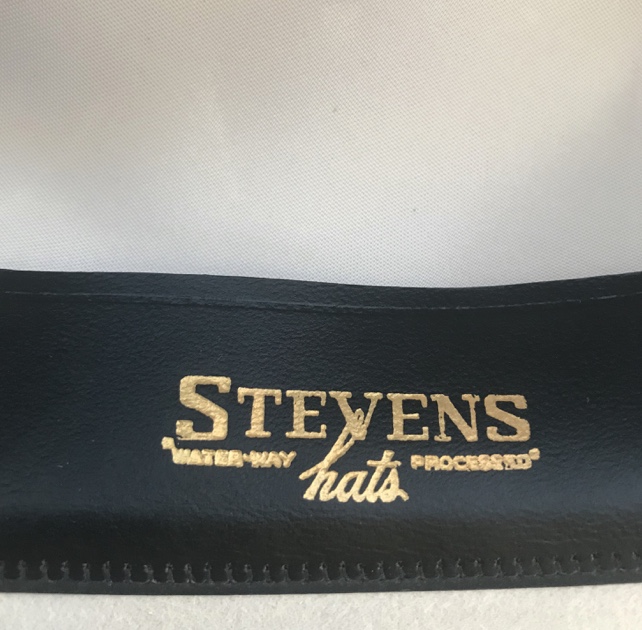 STEVENS
"WATER-WAY hats PROCESSED"